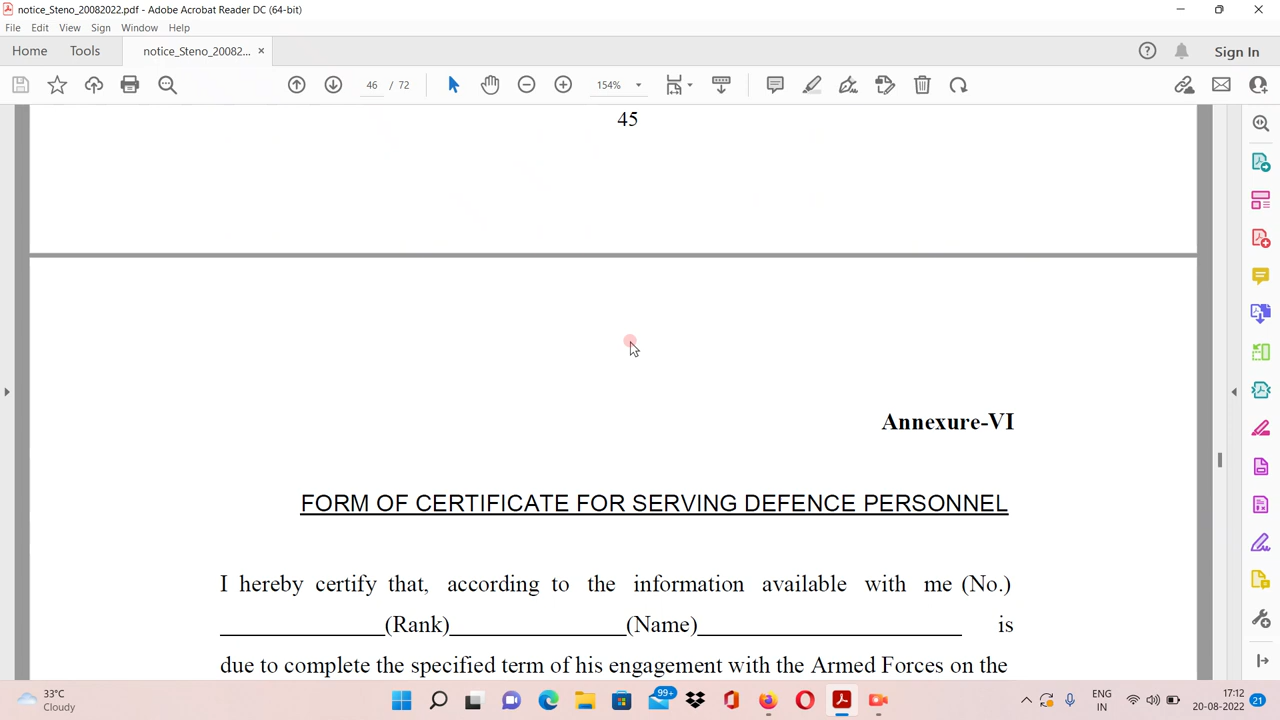 notice_Steno_20082022.pdf - Adobe Acrobat Reader DC (64-bit)
File Edit View Sign Window Help
Home Tools notice_Steno_20082... × Sign In
46 / 72 154%
45
Annexure-VI
FORM OF CERTIFICATE FOR SERVING DEFENCE PERSONNEL
I hereby certify that, according to the information available with me (No.)
______________(Rank)_______________(Name)______________________ is
due to complete the specified term of his engagement with the Armed Forces on the
33°C
Cloudy
99+
ENG
IN
17:12
20-08-2022
21